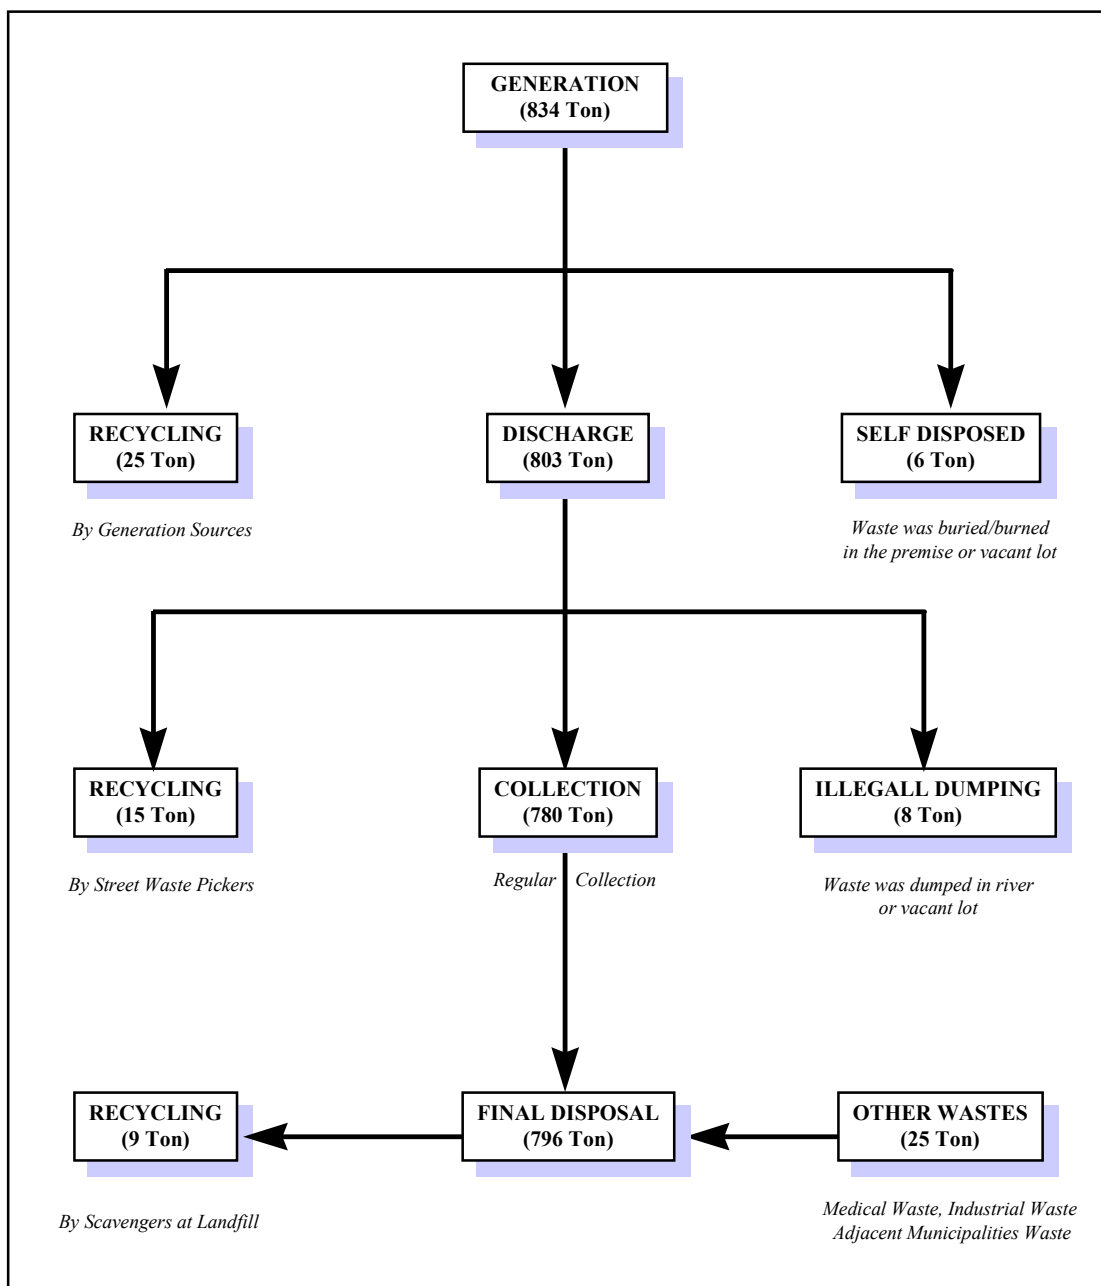 GENERATION
(834 Ton)
RECYCLING
(25 Ton)
DISCHARGE
(803 Ton)
SELF DISPOSED
(6 Ton)
By Generation Sources
Waste was buried/burned
in the premise or vacant lot
RECYCLING
(15 Ton)
COLLECTION
(780 Ton)
ILLEGALL DUMPING
(8 Ton)
By Street Waste Pickers
Regular Collection
Waste was dumped in river
or vacant lot
RECYCLING
(9 Ton)
FINAL DISPOSAL
(796 Ton)
OTHER WASTES
(25 Ton)
By Scavengers at Landfill
Medical Waste, Industrial Waste
Adjacent Municipalities Waste